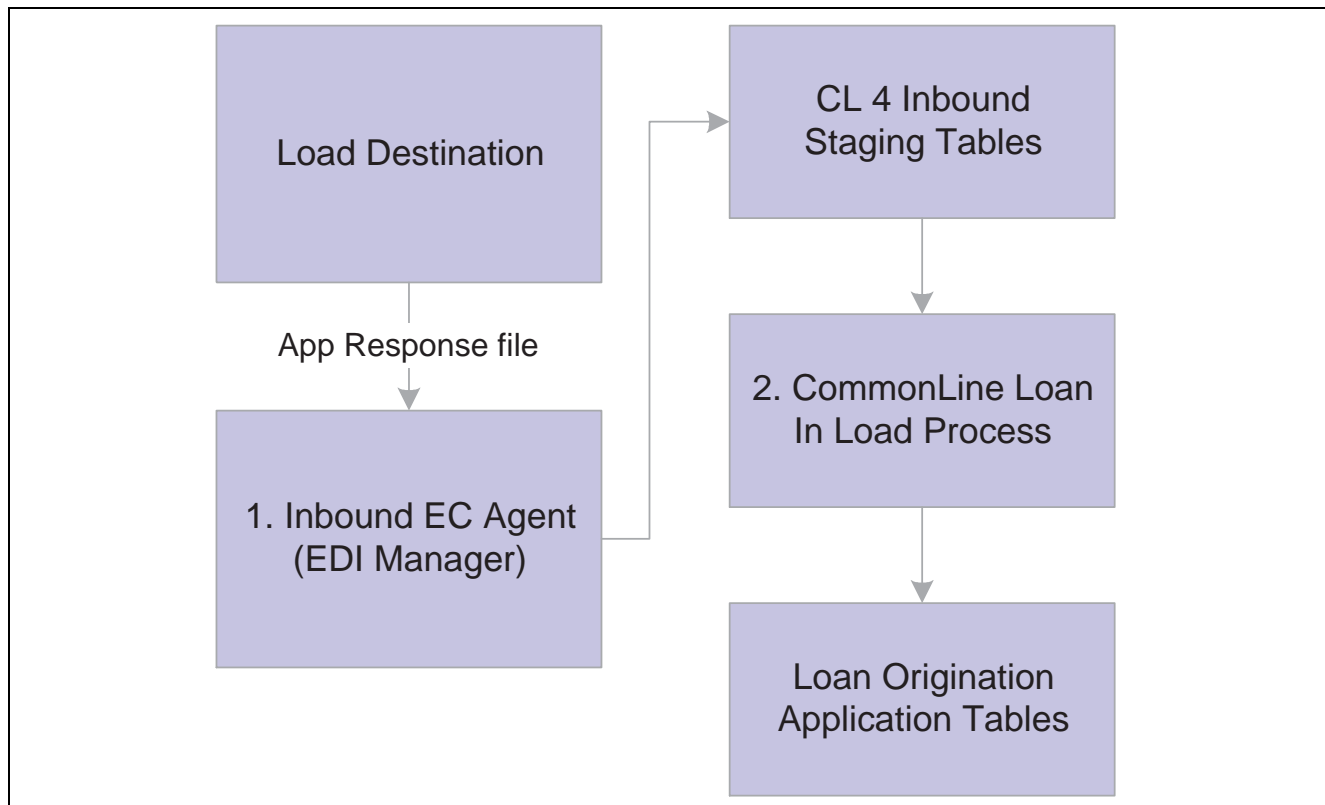 Load Destination
App Response file
1. Inbound EC Agent
(EDI Manager)
CL 4 Inbound
Staging Tables
2. CommonLine Loan
In Load Process
Loan Origination
Application Tables